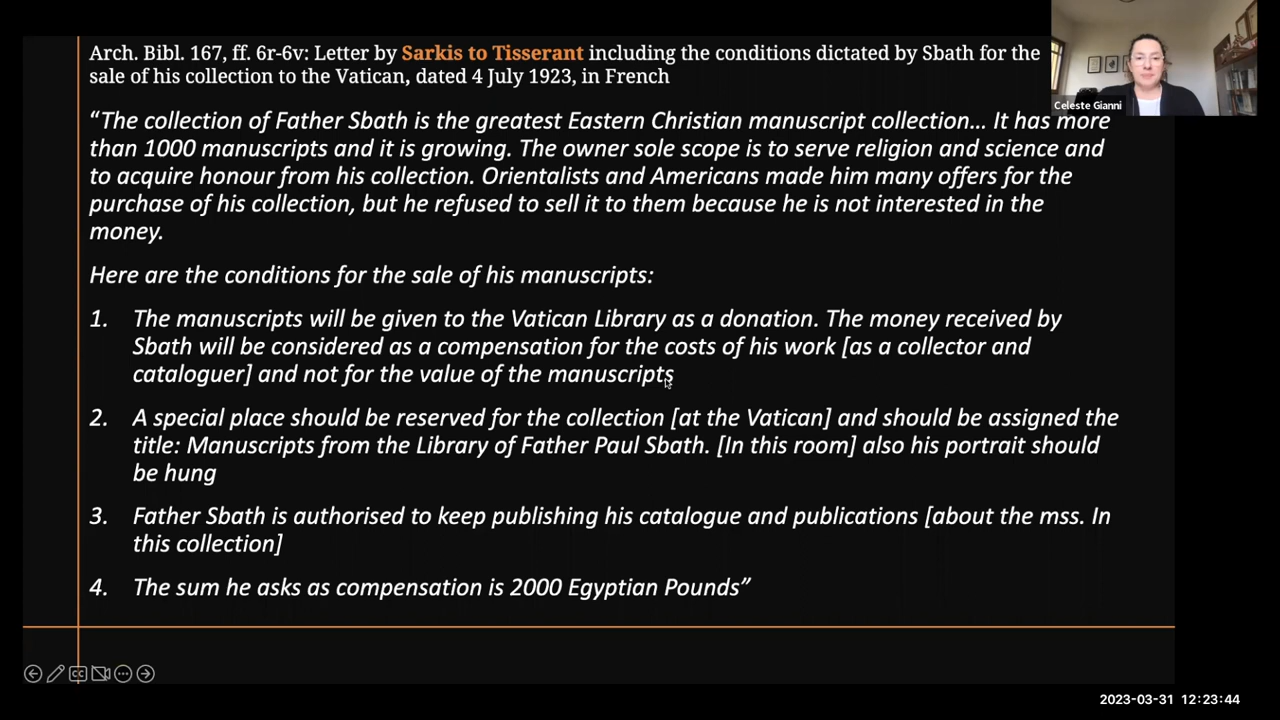 Arch. Bibl. 167, ff. 6r-6v: Letter by Sarkis to Tisserant including the conditions dictated by Sbath for the
sale of his collection to the Vatican, dated 4 July 1923, in French
Celeste Gianni
“The collection of Father Sbath is the greatest Eastern Christian manuscript collection... It has more
than 1000 manuscripts and it is growing. The owner sole scope is to serve religion and science and
to acquire honour from his collection. Orientalists and Americans made him many offers for the
purchase of his collection, but he refused to sell it to them because he is not interested in the
money.
Here are the conditions for the sale of his manuscripts:
1. The manuscripts will be given to the Vatican Library as a donation. The money received by
Sbath will be considered as a compensation for the costs of his work [as a collector and
cataloguer] and not for the value of the manuscripts
2. A special place should be reserved for the collection [at the Vatican] and should be assigned the
title: Manuscripts from the Library of Father Paul Sbath. [In this room] also his portrait should
be hung
3. Father Sbath is authorised to keep publishing his catalogue and publications [about the mss. In
this collection]
4. The sum he asks as compensation is 2000 Egyptian Pounds”
CC
2023-03-31 12:23:44